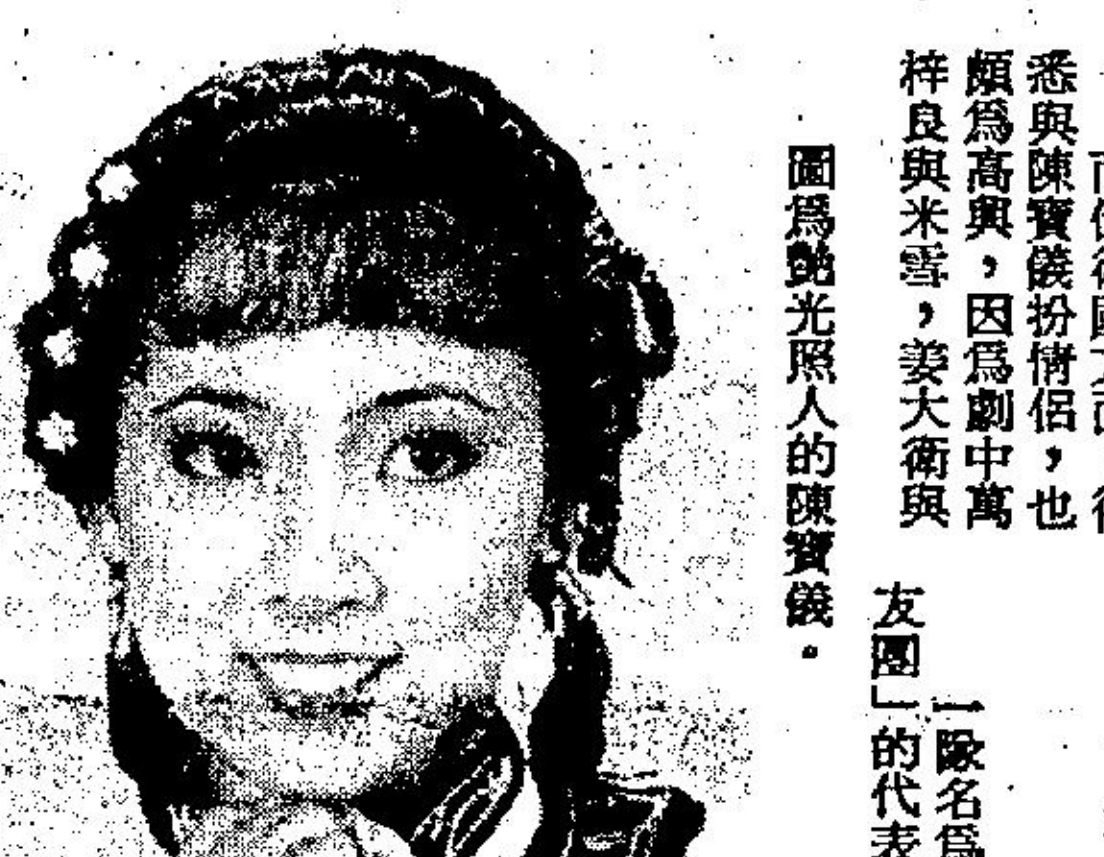 悉與陳寶儀扮情侶，也
頗爲高興，因爲劇中萬
梓良與米雪，姜大衛與
圖爲艷光照人的陳寶儀。
一隊名爲
友團」的代表